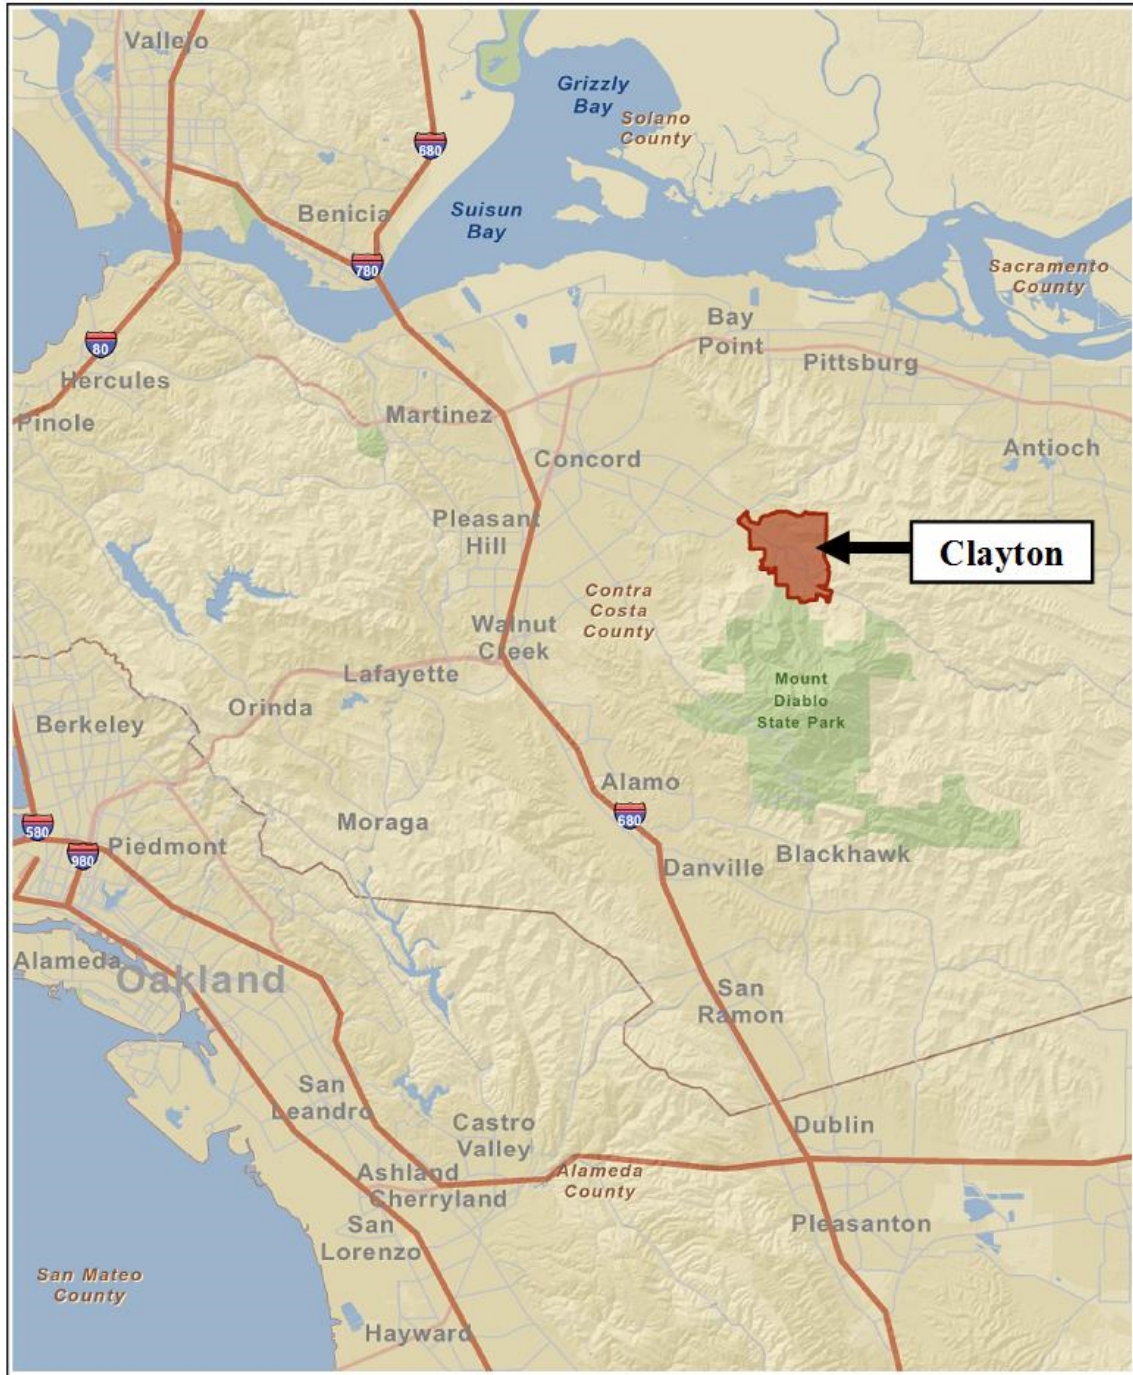 Vallejo
Grizzly
Bay
Solano
County
680
Benicia
Suisun
Bay
780
Sacramento
County
80
Bay
Point
Pittsburg
Hercules
Pinole
Martinez
Antioch
Concord
Pleasant
Hill
Clayton
Contra
Costa
County
Walnut
Creek
Lafayette
Mount
Diablo
State Park
Orinda
Berkeley
Alamo
680
Moraga
580
980
Piedmont
Blackhawk
Danville
Alameda
Oakland
San
Ramon
San
Leandro
Castro
Valley
Dublin
Ashland
Cherryland
Alameda
County
San
Lorenzo
Pleasanton
San Mateo
County
Hayward